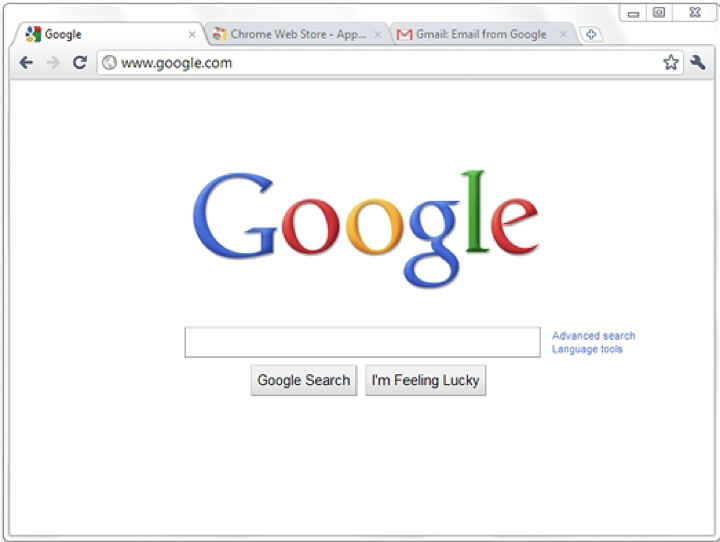 Google
Chrome Web Store - App...
Gmail: Email from Google
www.google.com
Google
Advanced search
Language tools
Google Search
I'm Feeling Lucky